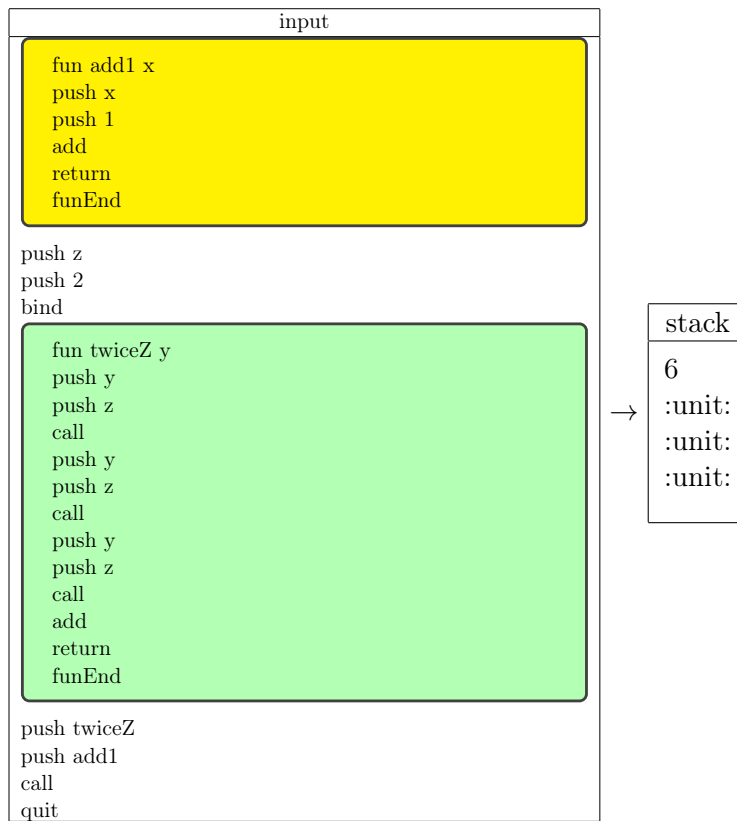 input
fun add1 x
push x
push 1
add
return
funEnd
push z
push 2
bind
fun twiceZ y
push y
push z
call
push y
push z
call
push y
push z
call
add
return
funEnd
push twiceZ
push add1
call
quit
→
stack
6
:unit:
:unit:
:unit: